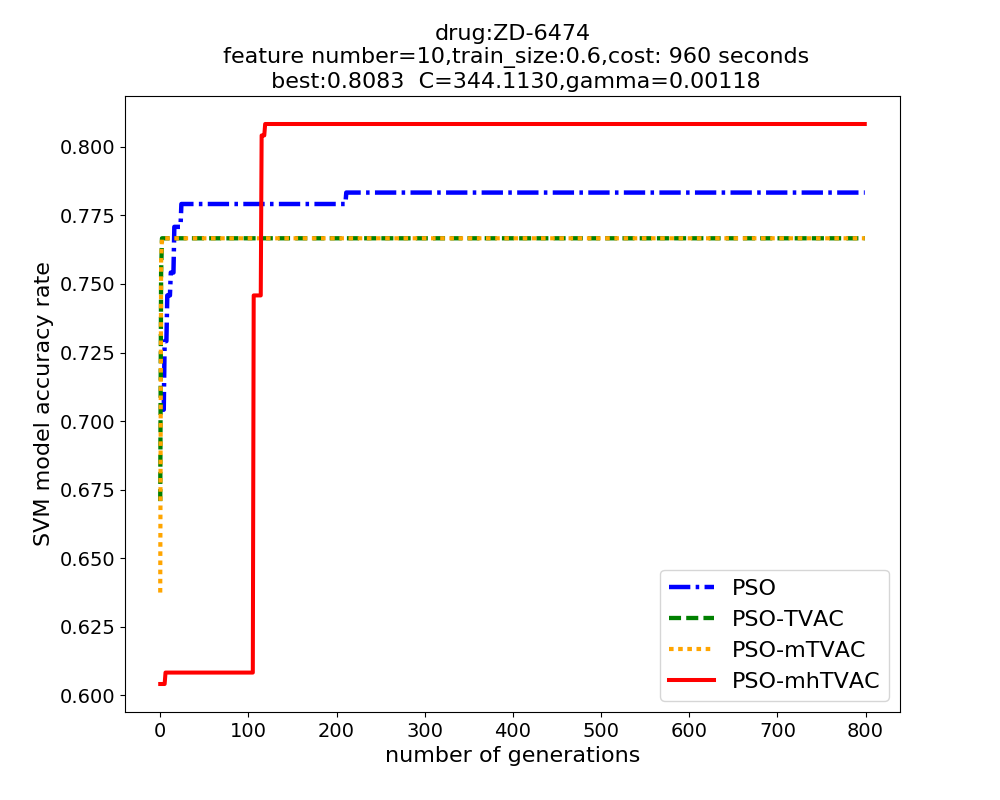 drug:ZD-6474
feature number=10,train_size:0.6,cost: 960 seconds
best:0.8083  C=344.1130,gamma=0.00118
0.800
0.775
0.750
0.725
0.700
0.675
0.650
0.625
0.600
SVM model accuracy rate
PSO
PSO-TVAC
PSO-mTVAC
PSO-mhTVAC
0 100 200 300 400 500 600 700 800
number of generations